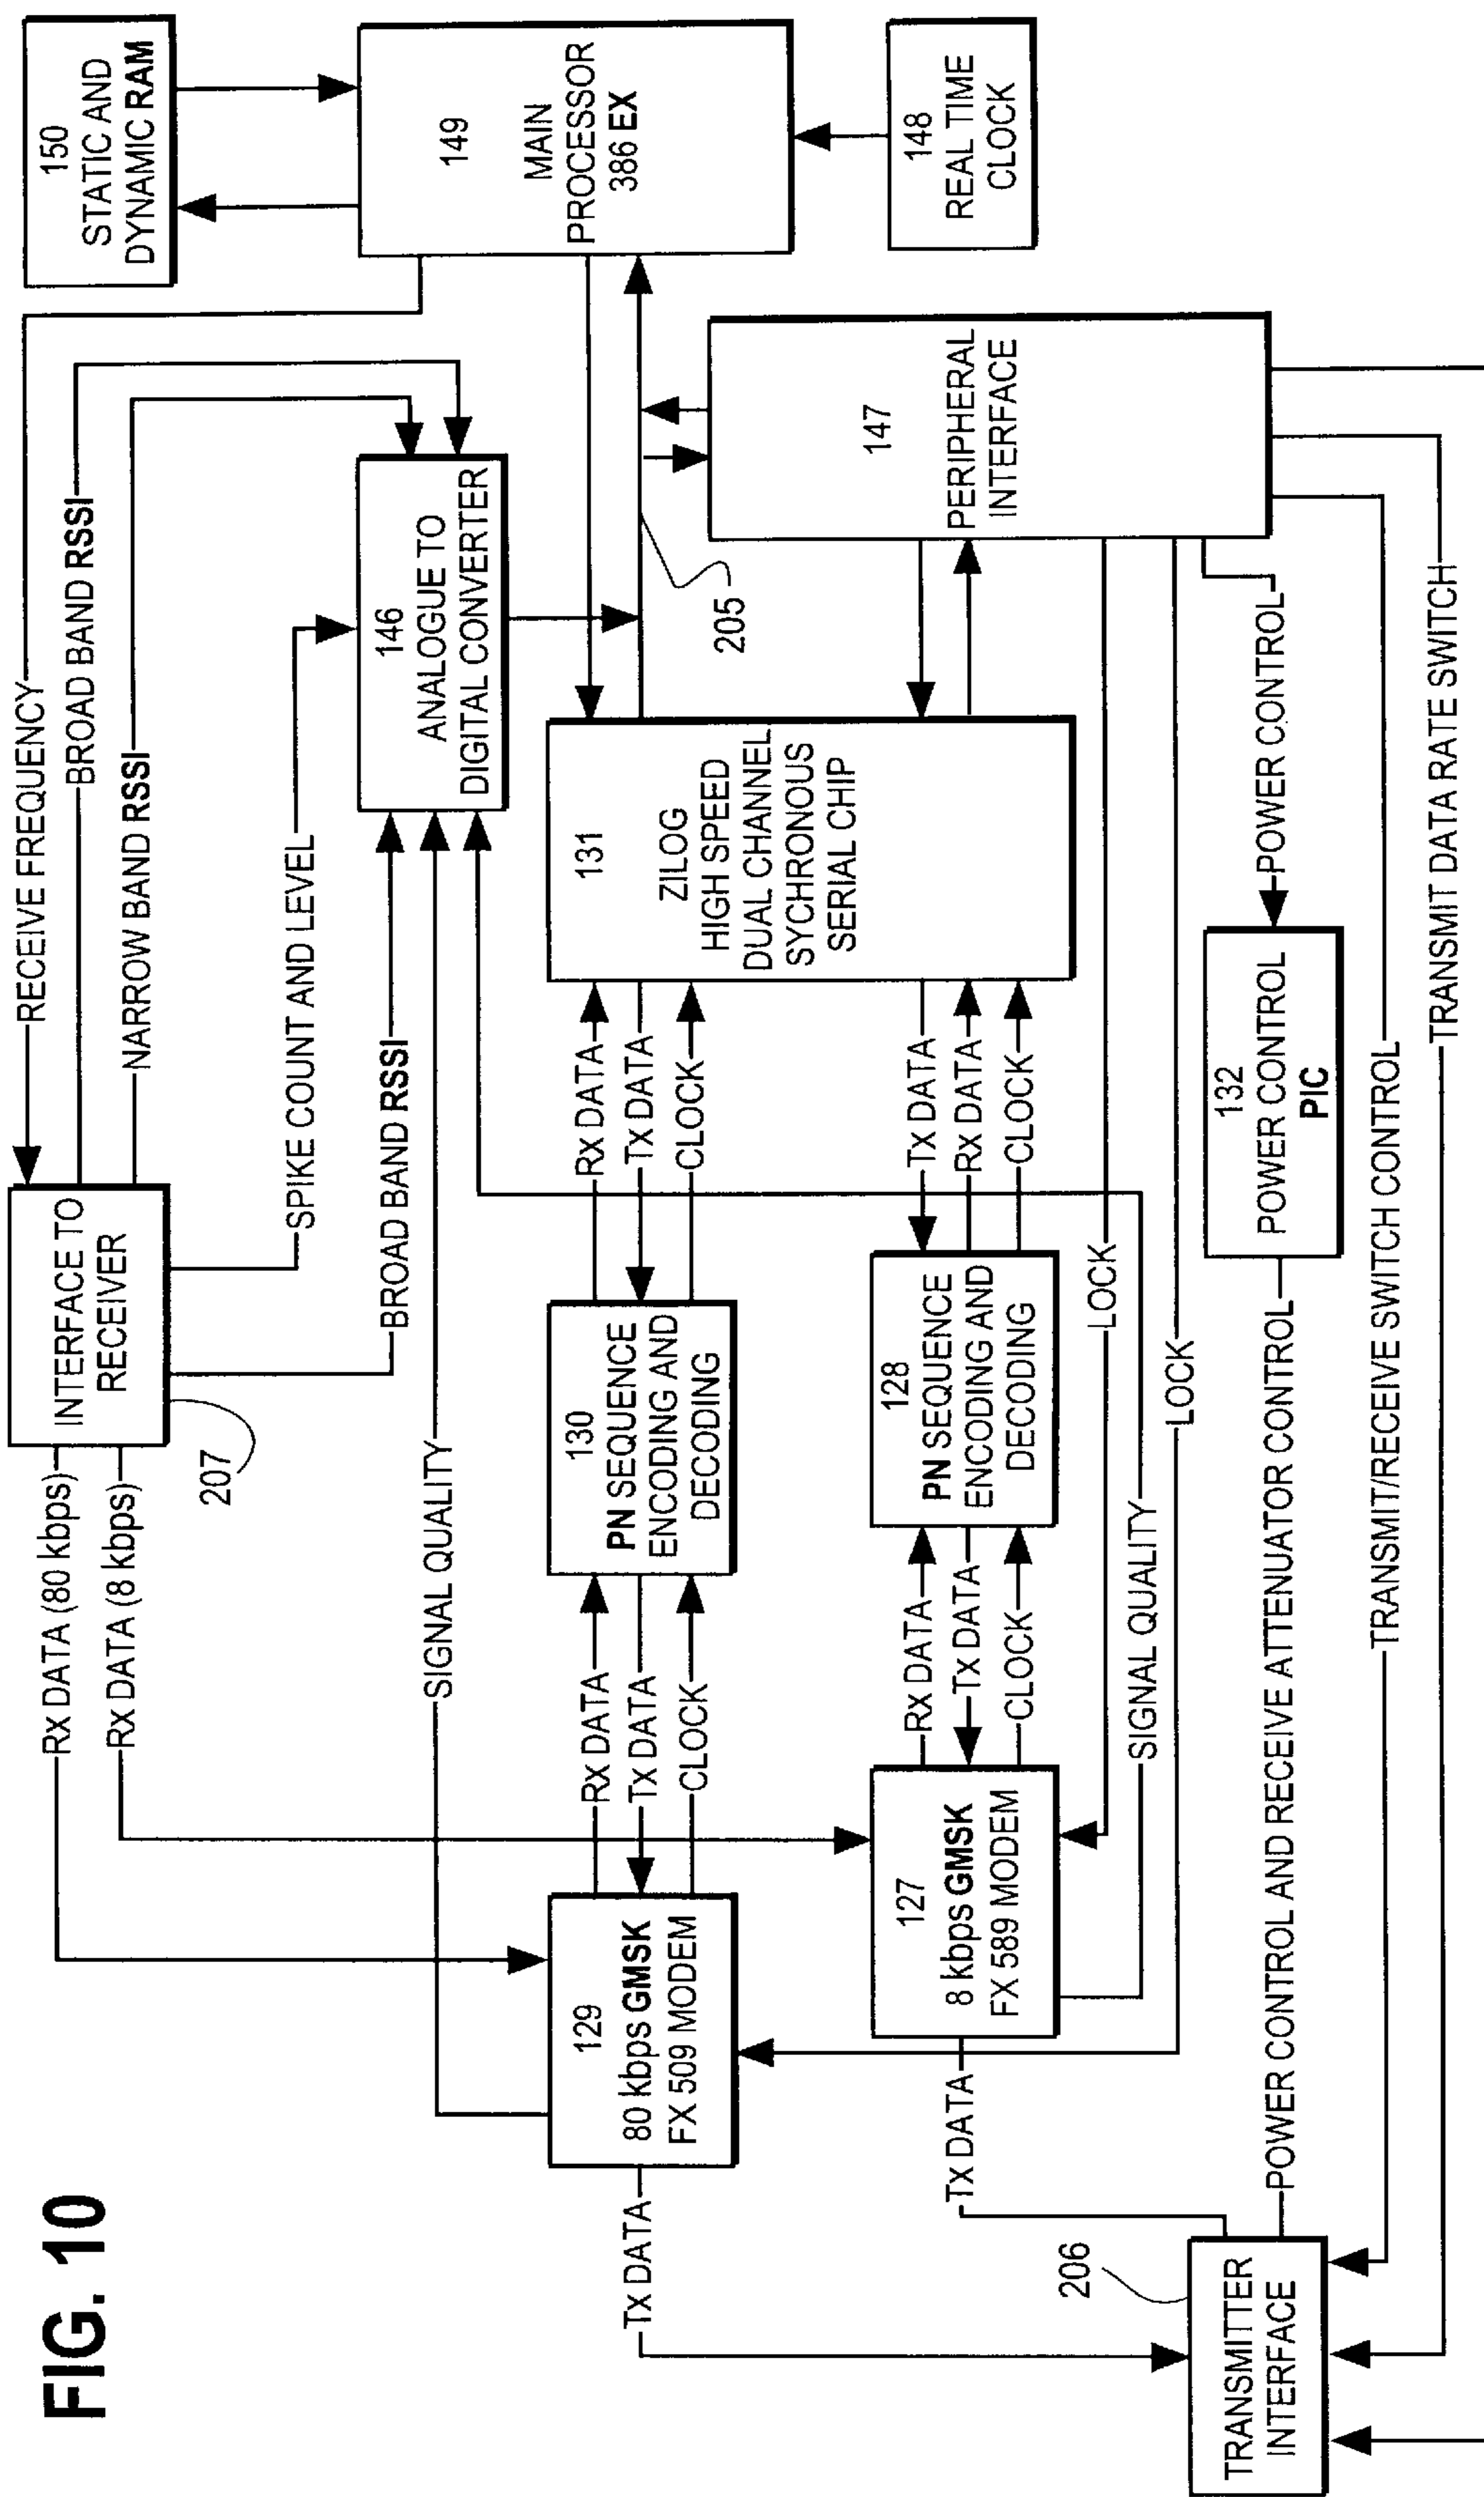 FIG. 10
Rx DATA (80 kbps)
Rx DATA (8 kbps)
INTERFACE TO
RECEIVER
207
RECEIVE FREQUENCY
BROAD BAND RSSI
NARROW BAND RSSI
SPIKE COUNT AND LEVEL
BROAD BAND RSSI
SIGNAL QUALITY
150
STATIC AND
DYNAMIC RAM
146
ANALOGUE TO
DIGITAL CONVERTER
149
MAIN
PROCESSOR
386 EX
148
REAL TIME
CLOCK
129
80 kbps GMSK
FX 509 MODEM
Rx DATA
Tx DATA
CLOCK
130
PN SEQUENCE
ENCODING AND
DECODING
Rx DATA
Tx DATA
CLOCK
131
ZILOG
HIGH SPEED
DUAL CHANNEL
SYCHRONOUS
SERIAL CHIP
205
147
PERIPHERAL
INTERFACE
Tx DATA
127
8 kbps GMSK
FX 589 MODEM
Rx DATA
Tx DATA
CLOCK
128
PN SEQUENCE
ENCODING AND
DECODING
Tx DATA
Rx DATA
CLOCK
Tx DATA
SIGNAL QUALITY
LOCK
LOCK
206
TRANSMITTER
INTERFACE
POWER CONTROL AND RECEIVE ATTENUATOR CONTROL
132
POWER CONTROL
PIC
POWER CONTROL
TRANSMIT/RECEIVE SWITCH CONTROL
TRANSMIT DATA RATE SWITCH